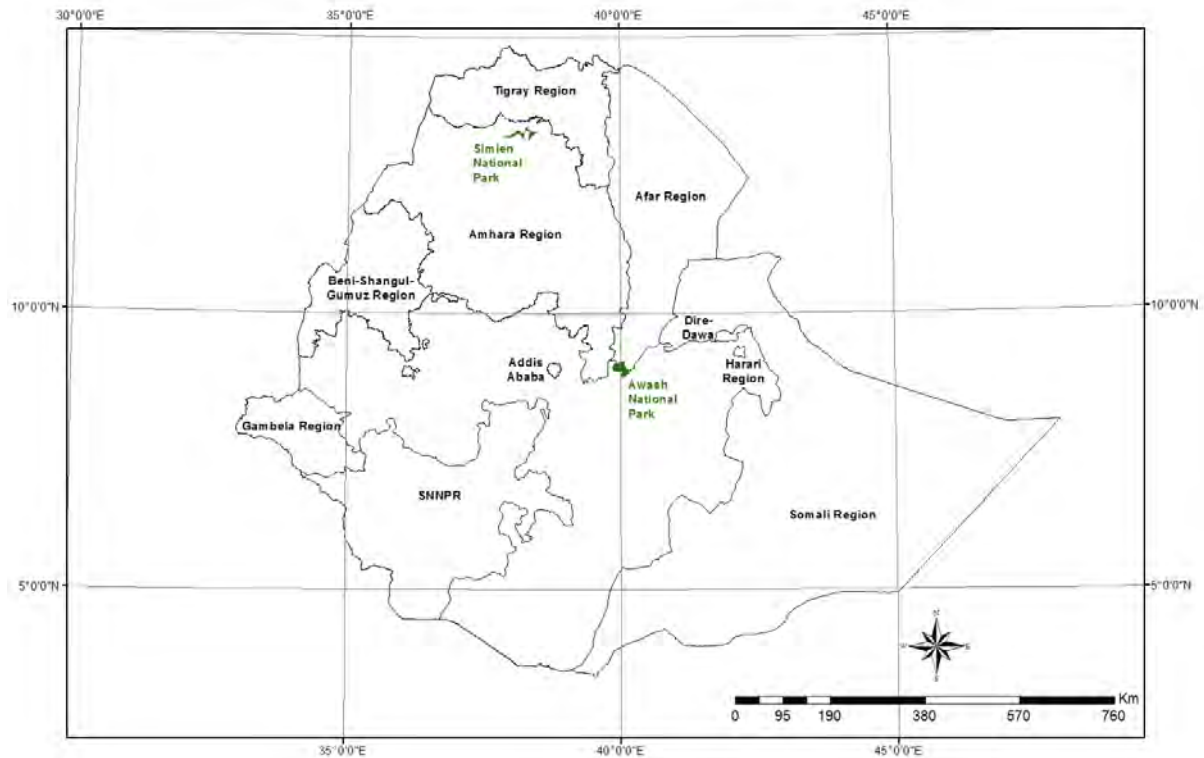 30°0'0"E 35°0'0"E 40°0'0"E 45°0'0"E
Tigray Region
Simien
National
Park
Afar Region
Amhara Region
Beni-Shangul-
Gumuz Region
10°0'0"N 10°0'0"N
Dire-
Dawa
Addis
Ababa
Harari
Region
Awash
National
Park
Gambela Region
SNNPR
Somali Region
5°0'0"N 5°0'0"N
N
W E
S
Km
0 95 190 380 570 760
35°0'0"E 40°0'0"E 45°0'0"E